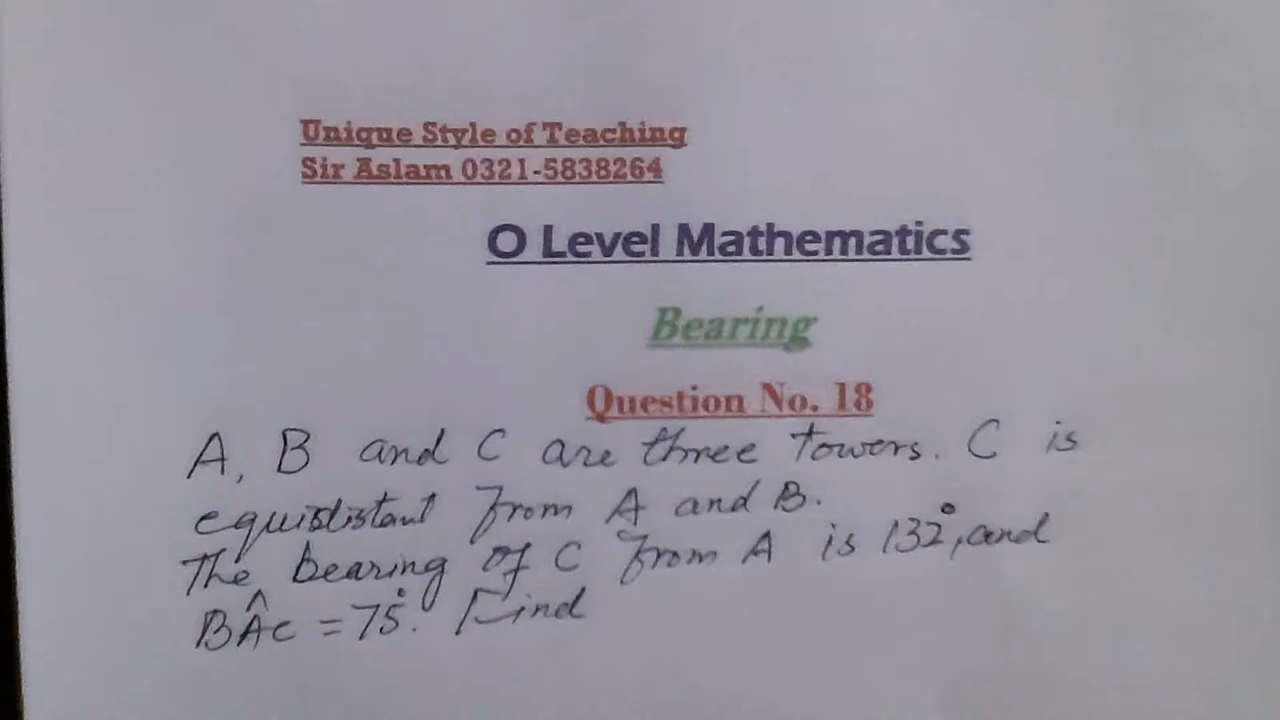 Unique Style of Teaching
Sir Aslam 0321-5838264
O Level Mathematics
Bearing
Question No. 18
A, B and C are three towers. C is
equidistant from A and B.
The bearing of C from A is 132°, and
BÂC = 75°. Find